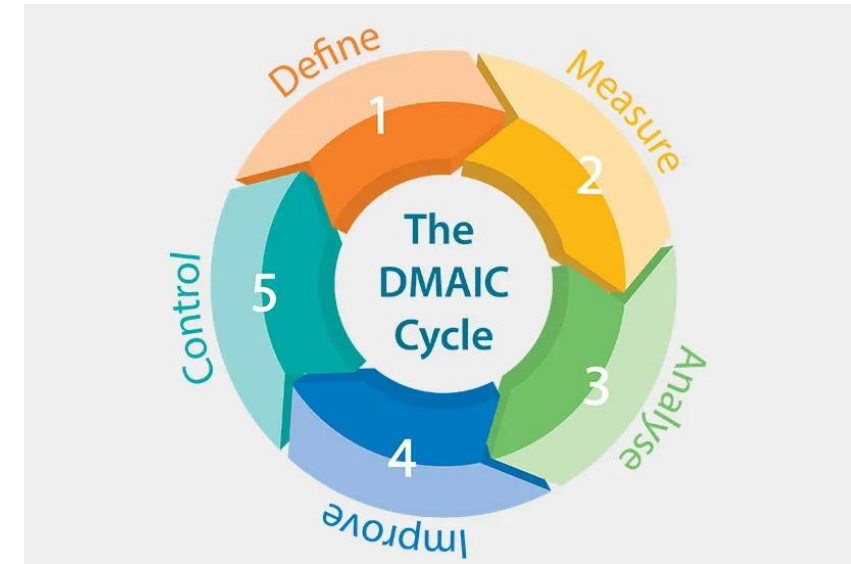 The
DMAIC
Cycle
Define
1
Measure
2
Analyse
3
Improve
4
Control
5